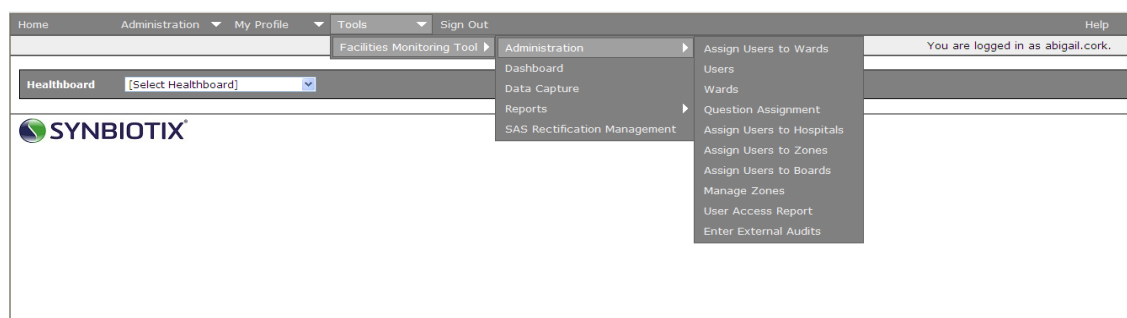 Home Administration My Profile Tools Sign Out Help
Facilities Monitoring Tool Administration Assign Users to Wards You are logged in as abigail.cork.
Dashboard Users
Healthboard [Select Healthboard] Data Capture Wards
Reports Question Assignment
SYNBIOTIX SAS Rectification Management Assign Users to Hospitals
Assign Users to Zones
Assign Users to Boards
Manage Zones
User Access Report
Enter External Audits